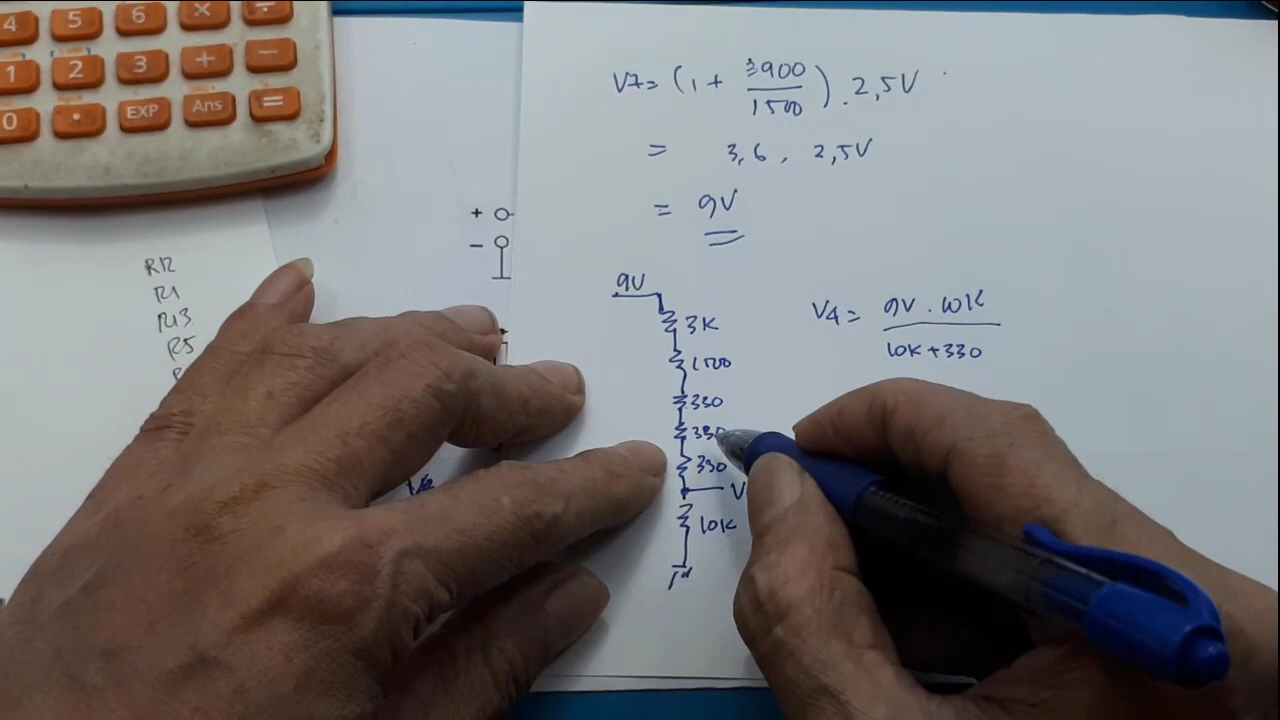 4 5 6 × ÷
1 2 3 + −
0 • EXP Ans =
V7= (1 + 3900/1500) . 2,5V
= 3,6 . 2,5V
= 9V
+
−
R12
R1
R13
R5
9V
3K
1500
330
330
330
V
10K
V4= 9V . 10K / 10K+330